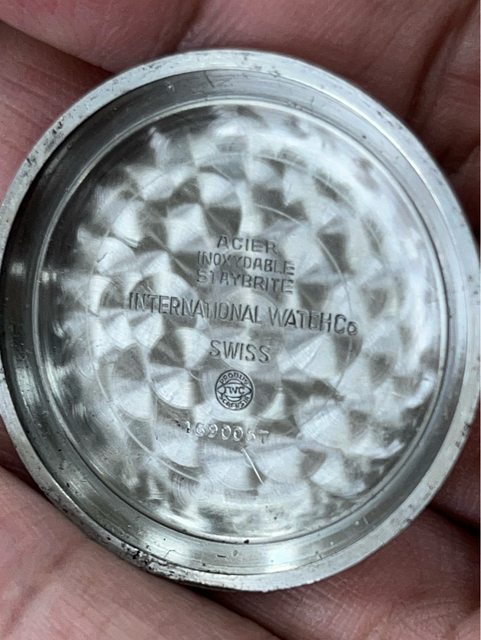 ACIER
INOXYDABLE
STAYBRITE
INTERNATIONAL WATCH Co
SWISS
IWC